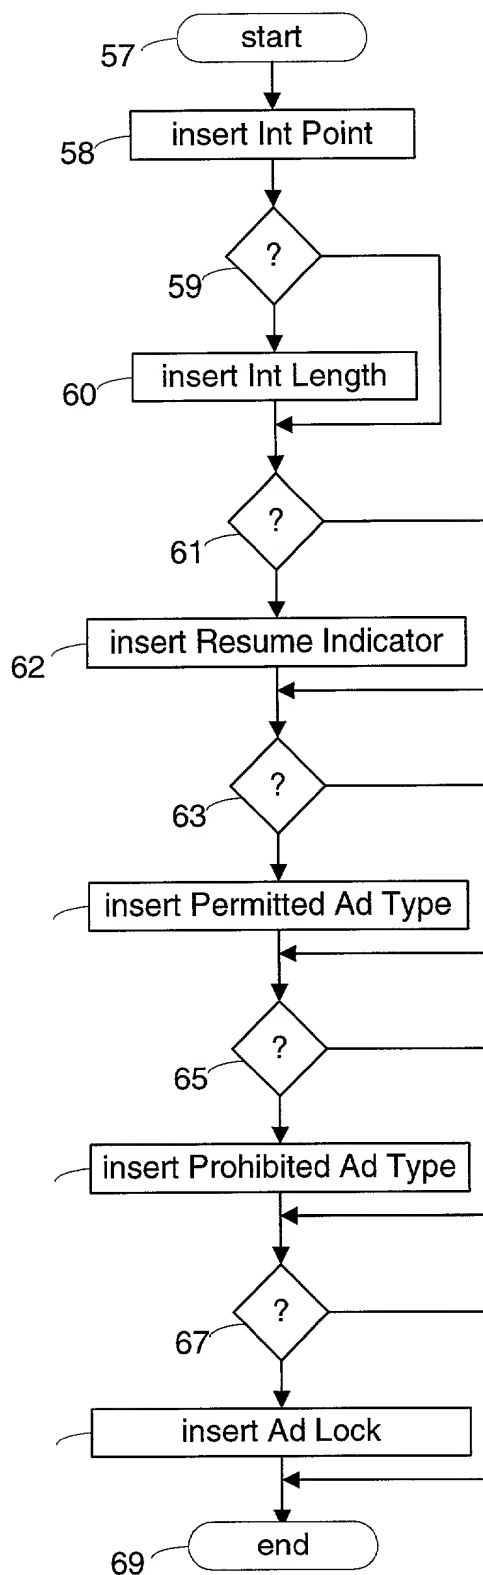 start
57
insert Int Point
58
?
59
insert Int Length
60
?
61
insert Resume Indicator
62
?
63
insert Permitted Ad Type
?
65
insert Prohibited Ad Type
?
67
insert Ad Lock
end
69